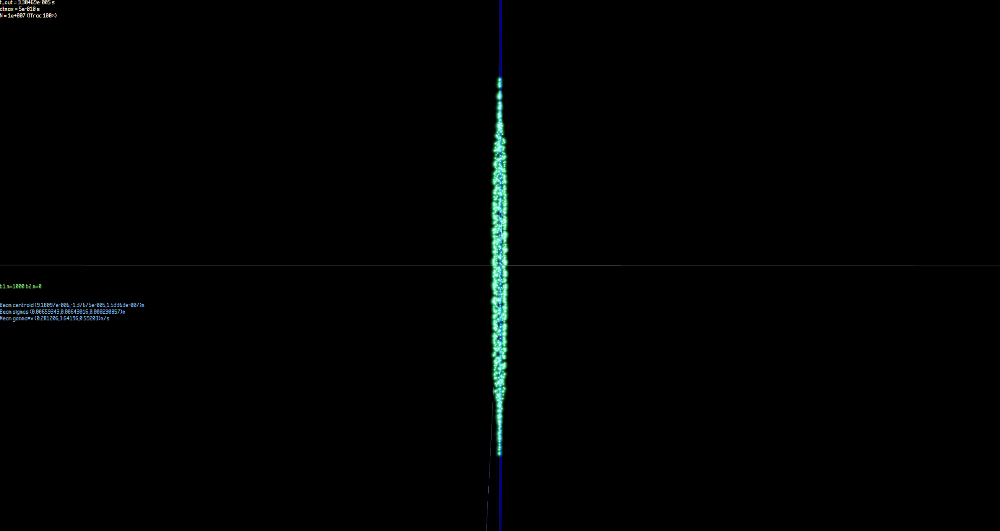 t_out = 3.30469e-005 s
dtmax = 5e-010 s
N = 1e+007 (ffrac 100%)
b1.m=1000 b2.m=0
Beam centroid (9.18097e-006,-1.37675e-005,1.53363e-007)m
Beam sigmas (0.00659343,0.00643016,0.000290857)m
Mean gamma*v (0.281206,3.64196,0.59203)m/s